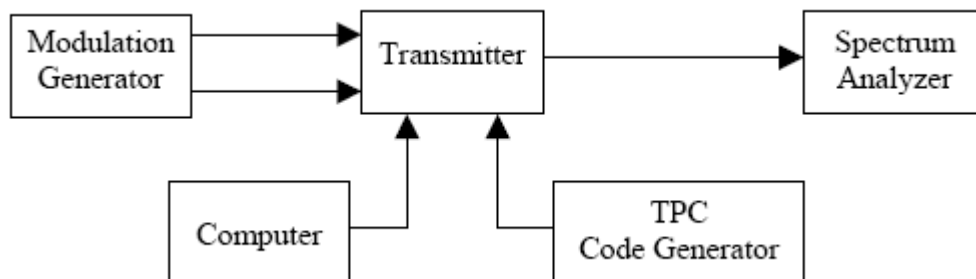 Modulation
Generator
Transmitter
Spectrum
Analyzer
Computer
TPC
Code Generator